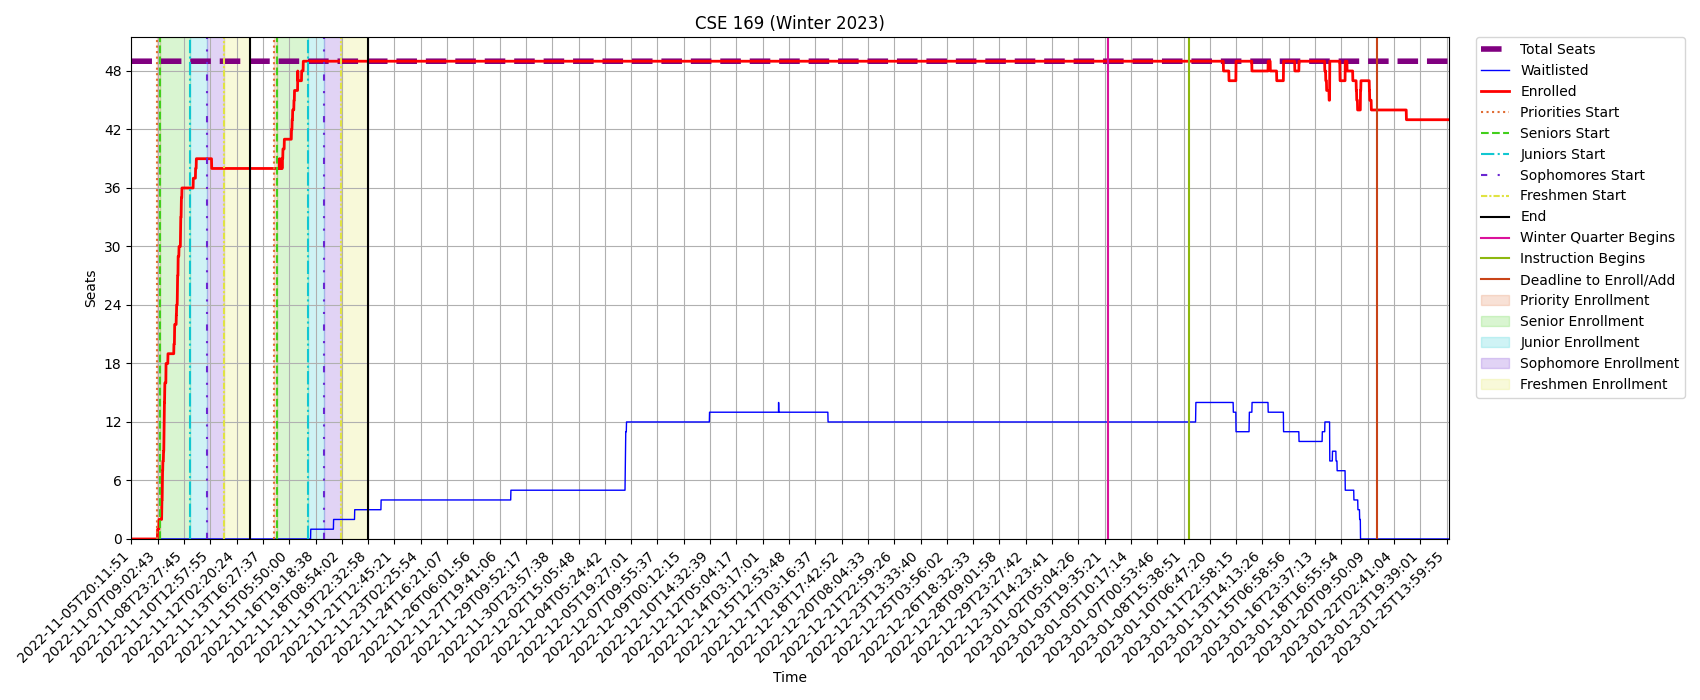 CSE 169 (Winter 2023)
Seats
48
42
36
30
24
18
12
6
0
2022-11-05T20:11:51
2022-11-07T09:02:43
2022-11-08T23:27:45
2022-11-10T12:57:55
2022-11-12T02:20:24
2022-11-13T16:27:37
2022-11-15T05:50:00
2022-11-16T19:18:38
2022-11-18T08:54:02
2022-11-19T22:32:58
2022-11-21T12:45:21
2022-11-23T02:25:54
2022-11-24T16:21:07
2022-11-26T06:01:56
2022-11-27T19:41:06
2022-11-29T09:52:17
2022-11-30T23:57:38
2022-12-02T15:05:48
2022-12-04T05:24:42
2022-12-05T19:27:01
2022-12-07T09:55:37
2022-12-09T00:12:15
2022-12-10T14:32:39
2022-12-12T05:04:17
2022-12-14T03:17:01
2022-12-15T12:53:48
2022-12-17T03:16:37
2022-12-18T17:42:52
2022-12-20T08:04:33
2022-12-21T22:59:26
2022-12-23T13:33:40
2022-12-25T03:56:02
2022-12-26T18:32:33
2022-12-28T09:01:58
2022-12-29T23:27:42
2022-12-31T14:23:41
2023-01-02T05:04:26
2023-01-03T19:35:21
2023-01-05T10:17:14
2023-01-07T00:53:46
2023-01-08T15:38:51
2023-01-10T06:47:20
2023-01-11T22:58:15
2023-01-13T14:13:26
2023-01-15T06:58:56
2023-01-16T23:37:13
2023-01-18T16:55:54
2023-01-20T09:50:09
2023-01-22T02:41:04
2023-01-23T19:39:01
2023-01-25T13:59:55
Time
Total Seats
Waitlisted
Enrolled
Priorities Start
Seniors Start
Juniors Start
Sophomores Start
Freshmen Start
End
Winter Quarter Begins
Instruction Begins
Deadline to Enroll/Add
Priority Enrollment
Senior Enrollment
Junior Enrollment
Sophomore Enrollment
Freshmen Enrollment